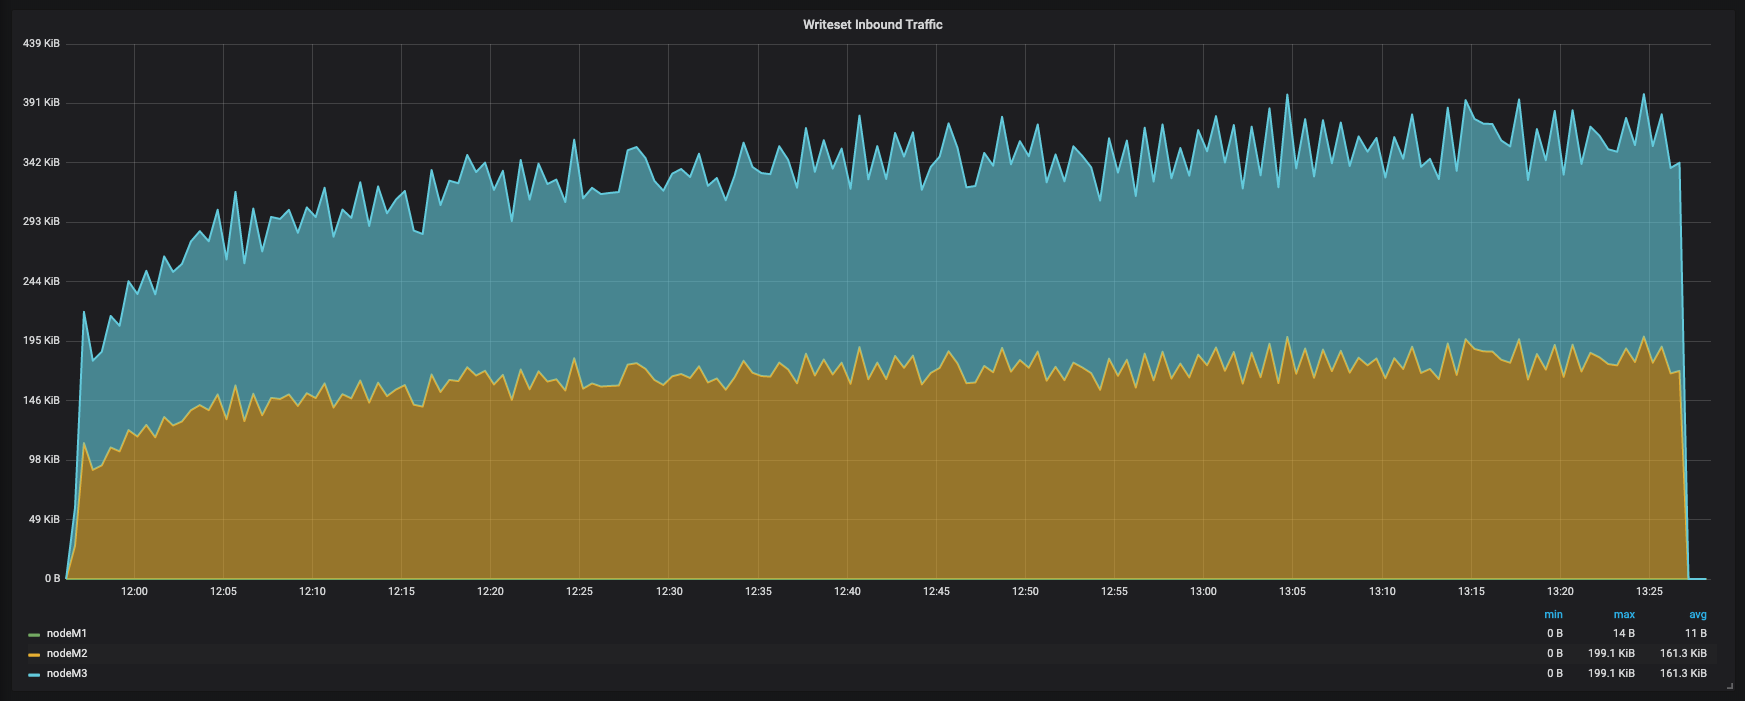 Writeset Inbound Traffic
439 KiB
391 KiB
342 KiB
293 KiB
244 KiB
195 KiB
146 KiB
98 KiB
49 KiB
0 B
12:00 12:05 12:10 12:15 12:20 12:25 12:30 12:35 12:40 12:45 12:50 12:55 13:00 13:05 13:10 13:15 13:20 13:25
min max avg
nodeM1 0 B 14 B 11 B
nodeM2 0 B 199.1 KiB 161.3 KiB
nodeM3 0 B 199.1 KiB 161.3 KiB